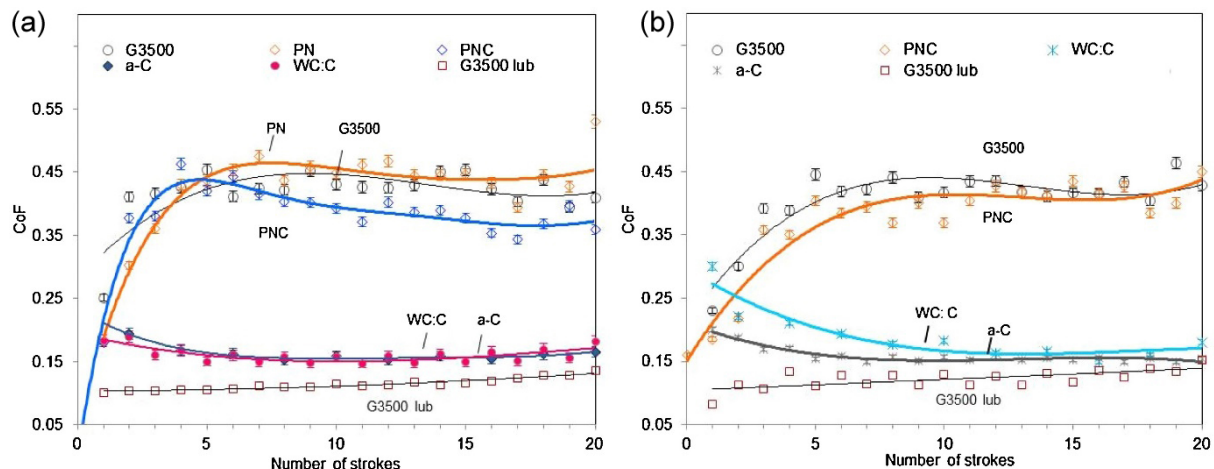 (a)
G3500 PN PNC
a-C WC:C G3500 lub
0.55
0.45
0.35
0.25
0.15
0.05
CoF
PN
G3500
PNC
WC:C
a-C
G3500 lub
0 5 10 15 20
Number of strokes
(b)
G3500 PNC WC:C
a-C G3500 lub
0.55
0.45
0.35
0.25
0.15
0.05
CoF
G3500
PNC
WC: C
a-C
G3500 lub
0 5 10 15 20
Number of strokes